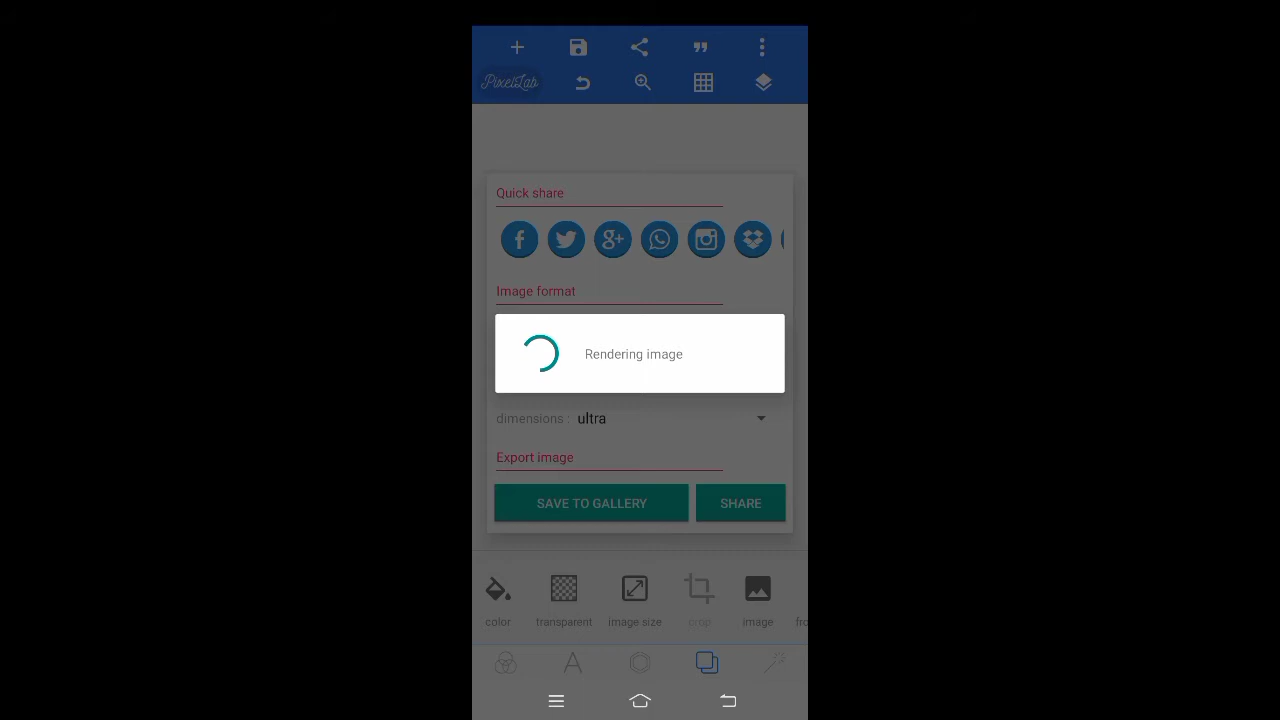 PixelLab
Quick share
Image format
Rendering image
dimensions : ultra
Export image
SAVE TO GALLERY SHARE
color transparent image size crop image fro